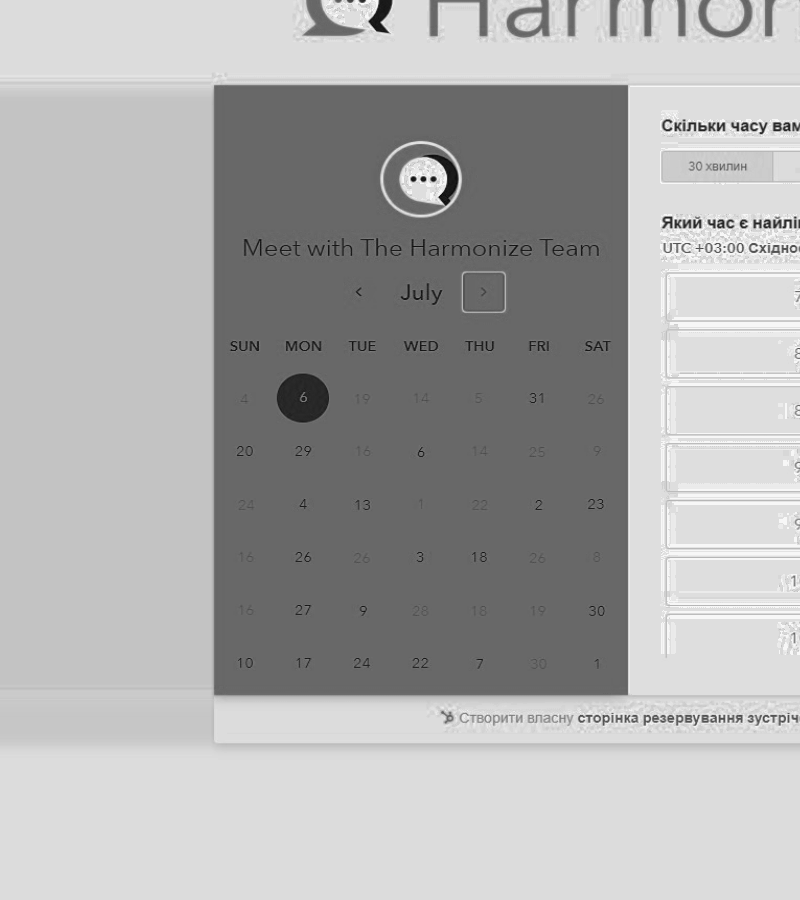 Harmon
Скільки часу вам
30 хвилин
Meet with The Harmonize Team
Який час є найлі
UTC +03:00 Східно
July
SUN MON TUE WED THU FRI SAT
4 6 19 14 5 31 26
20 29 16 6 14 25 9
24 4 13 1 22 2 23
16 26 26 3 18 26 8
16 27 9 28 18 19 30
10 17 24 22 7 30 1
8
8
9
9
1
1
Створити власну сторінка резервування зустріч